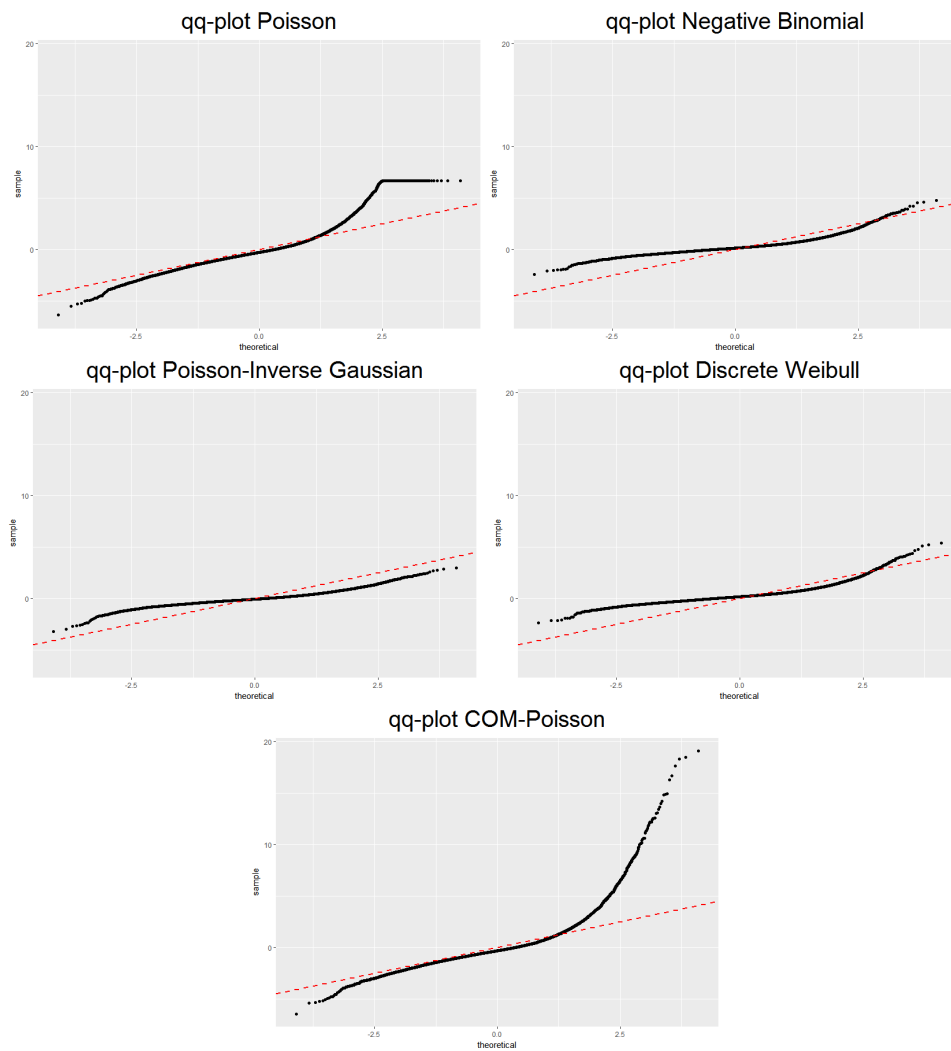 qq-plot Poisson
20
10
0
sample
-2.5
0.0
2.5
theoretical
qq-plot Negative Binomial
20
10
0
sample
-2.5
0.0
2.5
theoretical
qq-plot Poisson-Inverse Gaussian
20
10
0
sample
-2.5
0.0
2.5
theoretical
qq-plot Discrete Weibull
20
10
0
sample
-2.5
0.0
2.5
theoretical
qq-plot COM-Poisson
20
10
0
sample
-2.5
0.0
2.5
theoretical